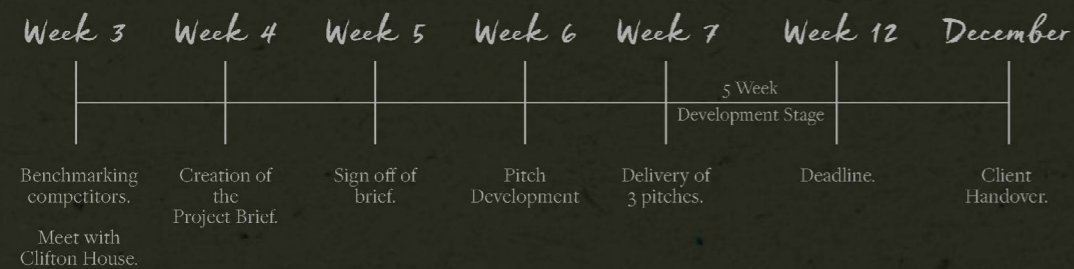 Week 3
Week 4
Week 5
Week 6
Week 7
Week 12
December
5 Week
Development Stage
Benchmarking
competitors.
Meet with
Clifton House.
Creation of
the
Project Brief.
Sign off of
brief.
Pitch
Development
Delivery of
3 pitches.
Deadline.
Client
Handover.